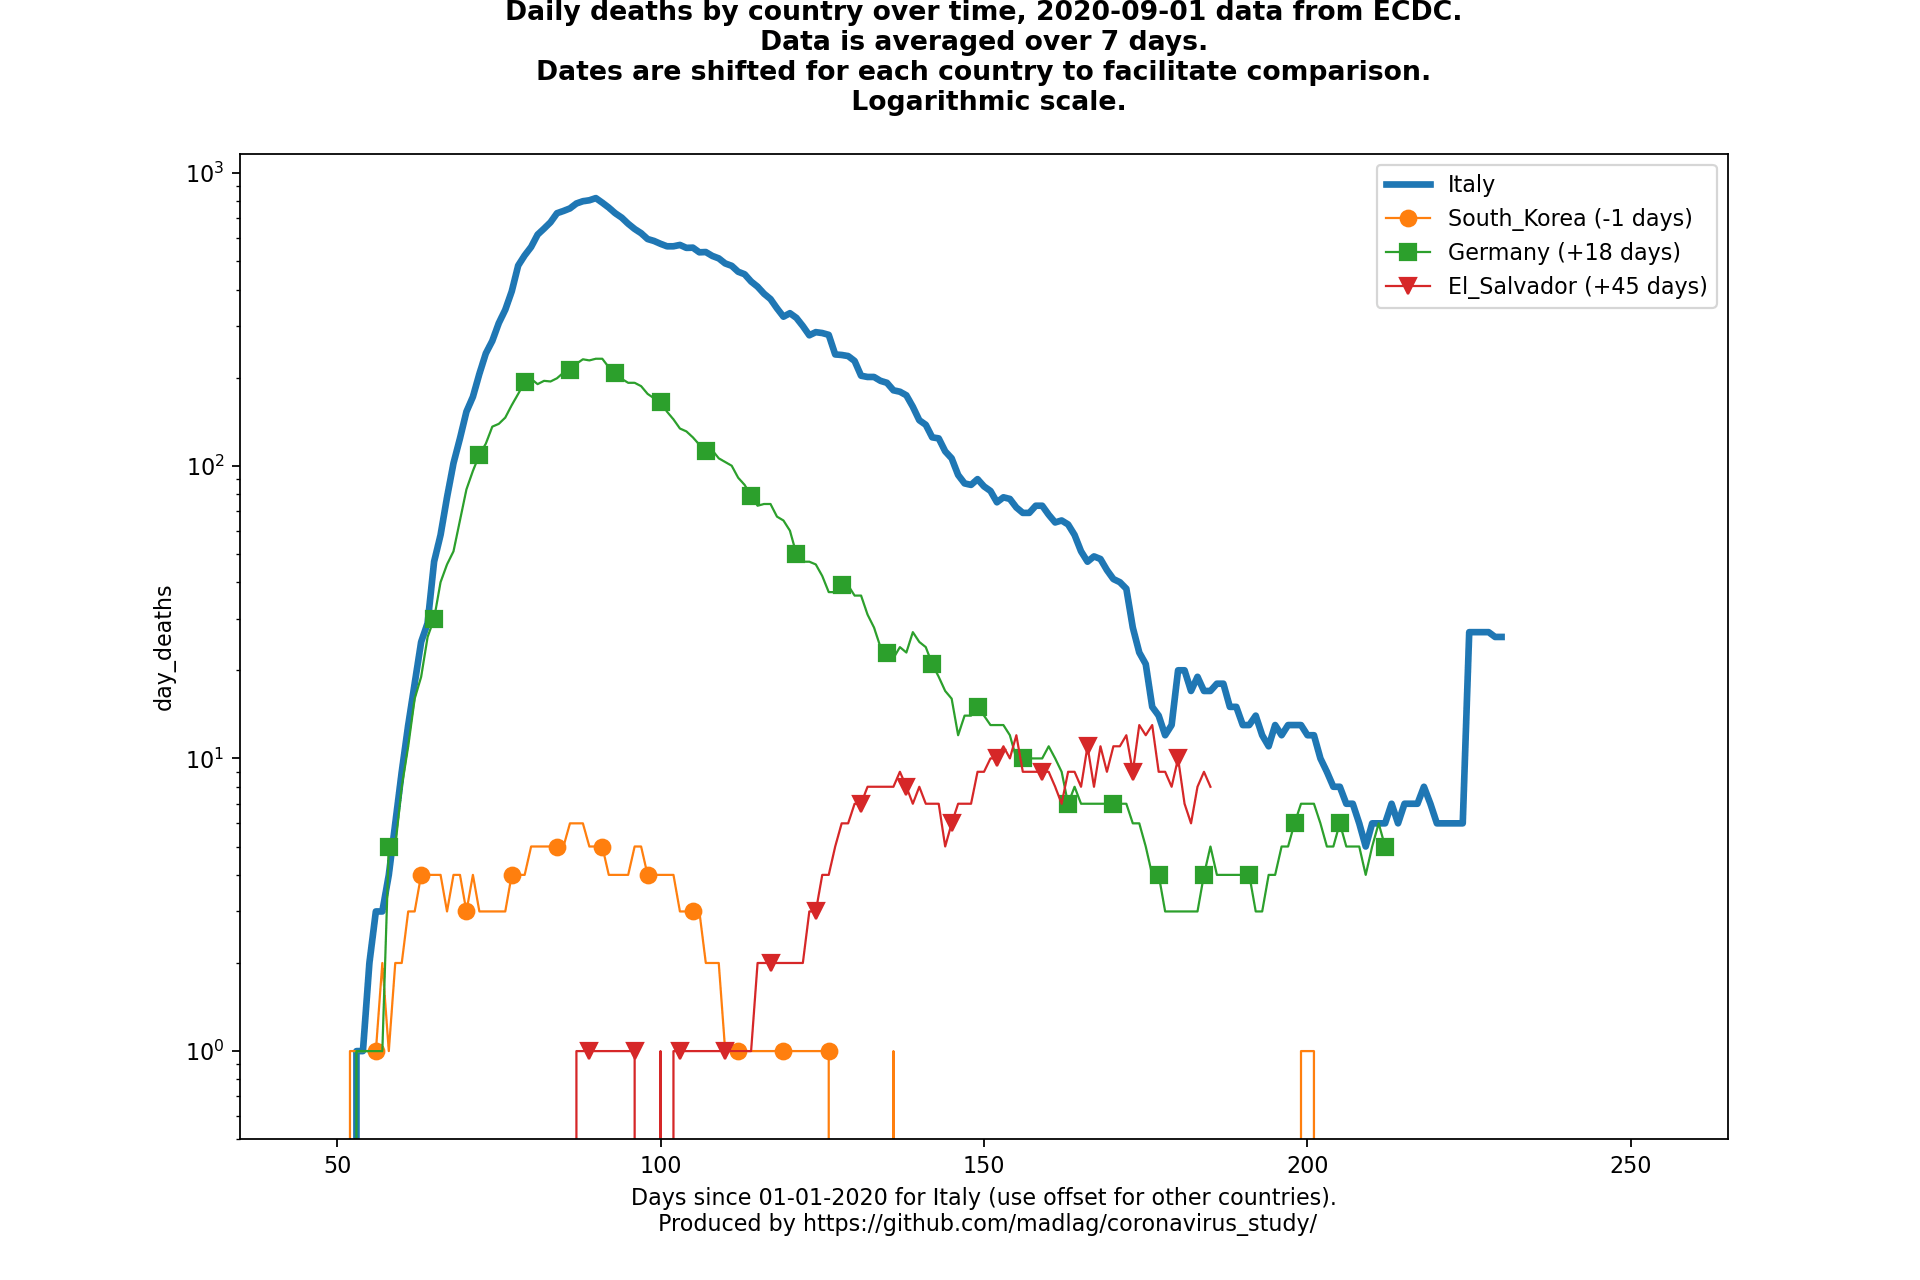 Daily deaths by country over time, 2020-09-01 data from ECDC.
Data is averaged over 7 days.
Dates are shifted for each country to facilitate comparison.
Logarithmic scale.
10³
10²
10¹
10⁰
day_deaths
Italy
South_Korea (-1 days)
Germany (+18 days)
El_Salvador (+45 days)
50 100 150 200 250
Days since 01-01-2020 for Italy (use offset for other countries).
Produced by https://github.com/madlag/coronavirus_study/